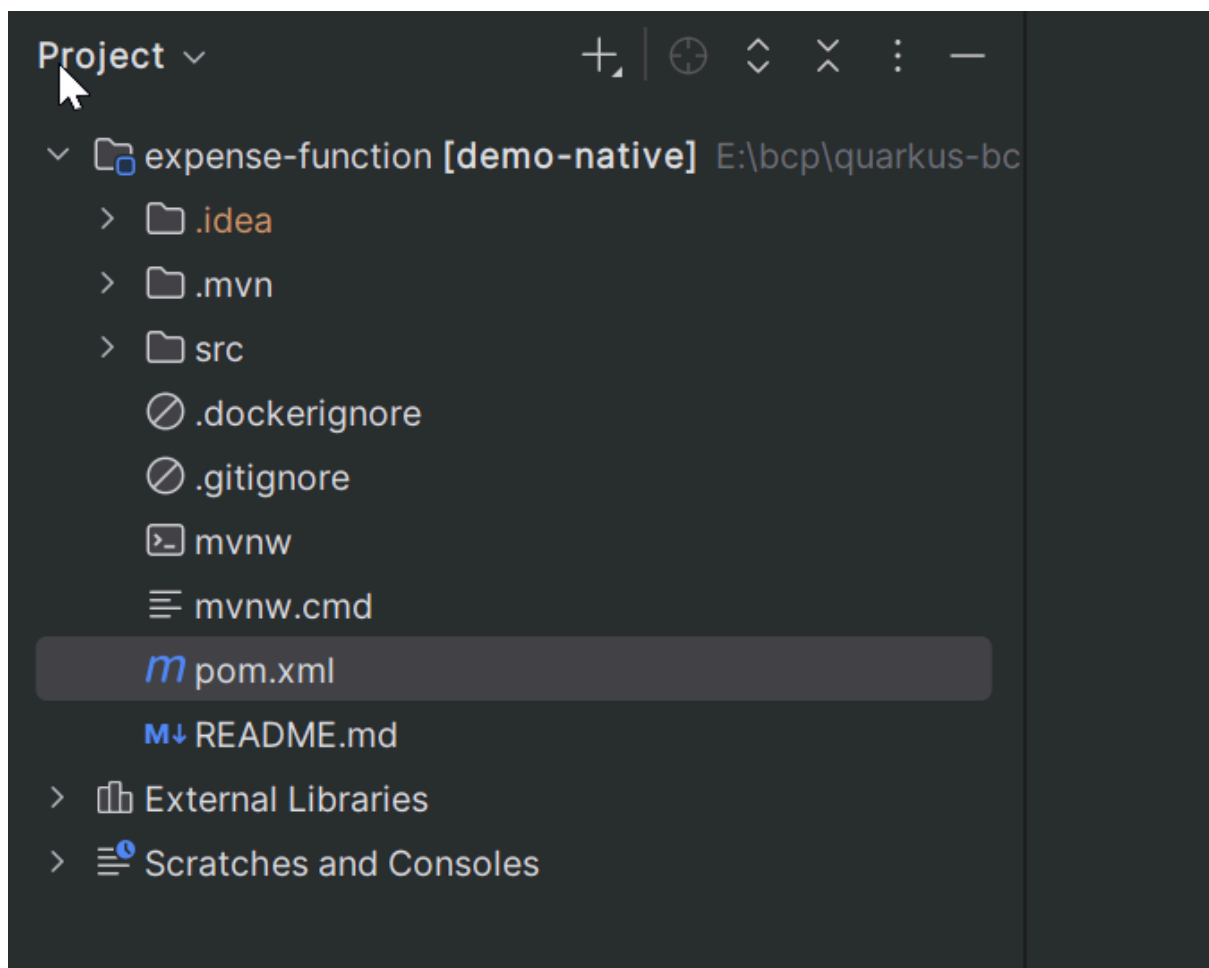 Project
expense-function [demo-native] E:\bcp\quarkus-bc
.idea
.mvn
src
.dockerignore
.gitignore
mvnw
mvnw.cmd
m pom.xml
M↓ README.md
External Libraries
Scratches and Consoles